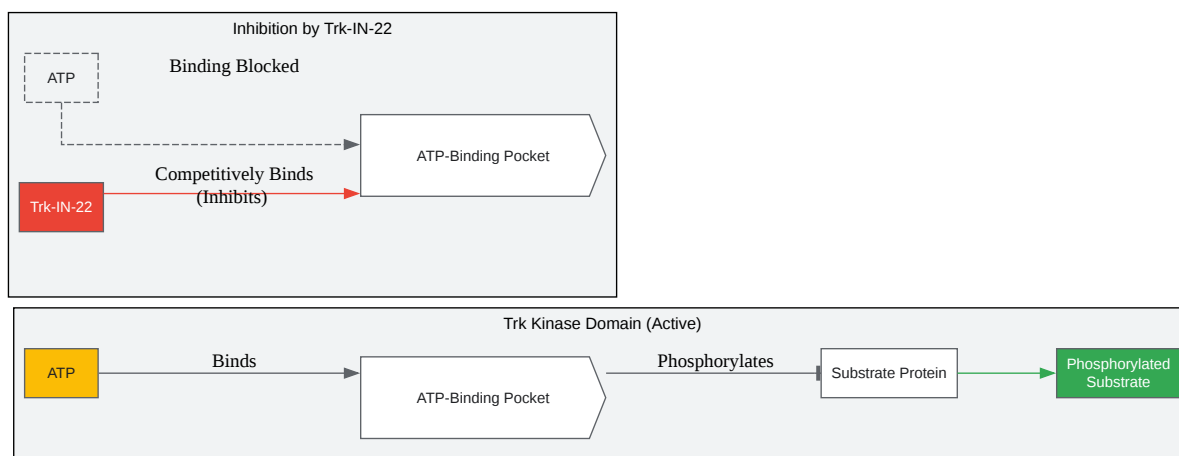 Inhibition by Trk-IN-22
ATP
Binding Blocked
ATP-Binding Pocket
Competitively Binds
(Inhibits)
Trk-IN-22
Trk Kinase Domain (Active)
ATP
Binds
ATP-Binding Pocket
Phosphorylates
Substrate Protein
Phosphorylated
Substrate